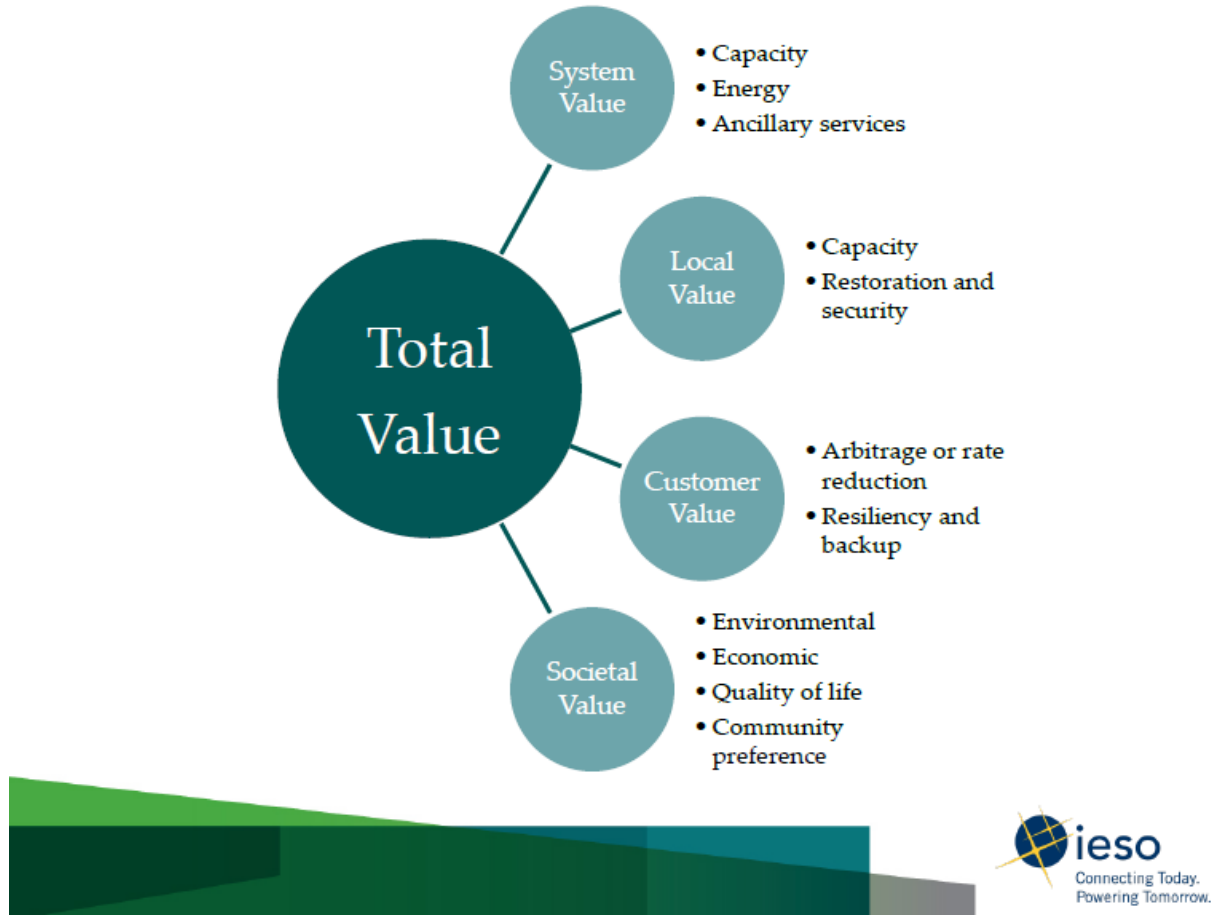 System
Value
• Capacity
• Energy
• Ancillary services
Local
Value
• Capacity
• Restoration and
security
Total
Value
Customer
Value
• Arbitrage or rate
reduction
• Resiliency and
backup
Societal
Value
• Environmental
• Economic
• Quality of life
• Community
preference
ieso
Connecting Today.
Powering Tomorrow.